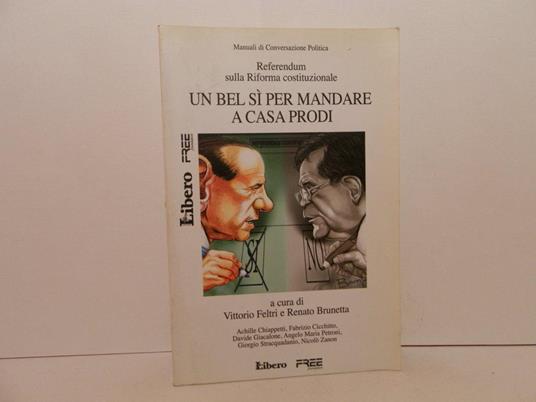 Manuali di Conversazione Politica
Referendum
sulla Riforma costituzionale
UN BEL SÌ PER MANDARE
A CASA PRODI
Libero
FREE
SÌ
NO
a cura di
Vittorio Feltri e Renato Brunetta
Achille Chiappetti, Fabrizio Cicchitto,
Davide Giacalone, Angelo Maria Petroni,
Giorgio Stracquadanio, Nicolò Zanon
Libero
FREE